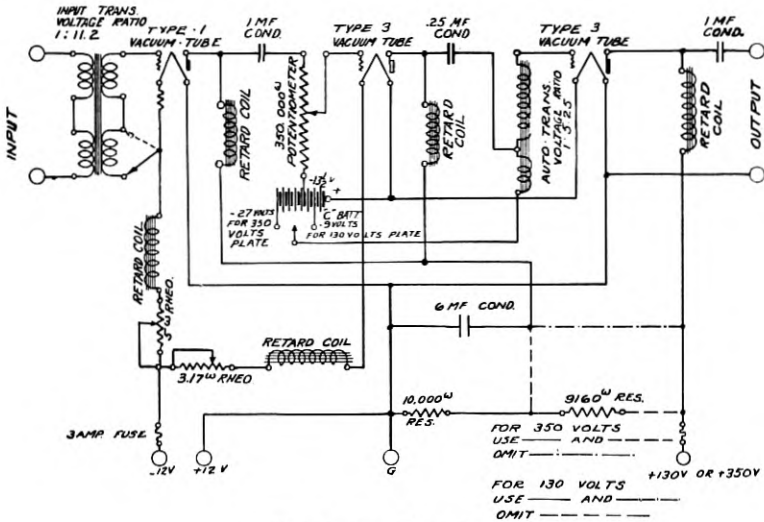 INPUT TRANS.
VOLTAGE RATIO
1:11.2
TYPE·1
VACUUM·TUBE
1 MF
COND.
TYPE 3
VACUUM TUBE
.25 MF
COND
TYPE 3
VACUUM TUBE
1 MF
COND.
INPUT
RETARD COIL
350,000ω
POTENTIOMETER
RETARD
COIL
AUTO-TRANS.
VOLTAGE RATIO
1:5.25
RETARD
COIL
OUTPUT
-13½V
+
-27 VOLTS
FOR 350
VOLTS
PLATE
"C" BATT
-9 VOLTS
FOR 130 VOLTS PLATE
RETARD COIL
RHEO.
6 MF COND.
RETARD COIL
3.17ω RHEO
10,000ω
RES.
9160ω RES.
3 AMP. FUSE
FOR 350 VOLTS
USE AND
OMIT
-12V
+12V
G
+130V OR +350V
FOR 130 VOLTS
USE AND
OMIT